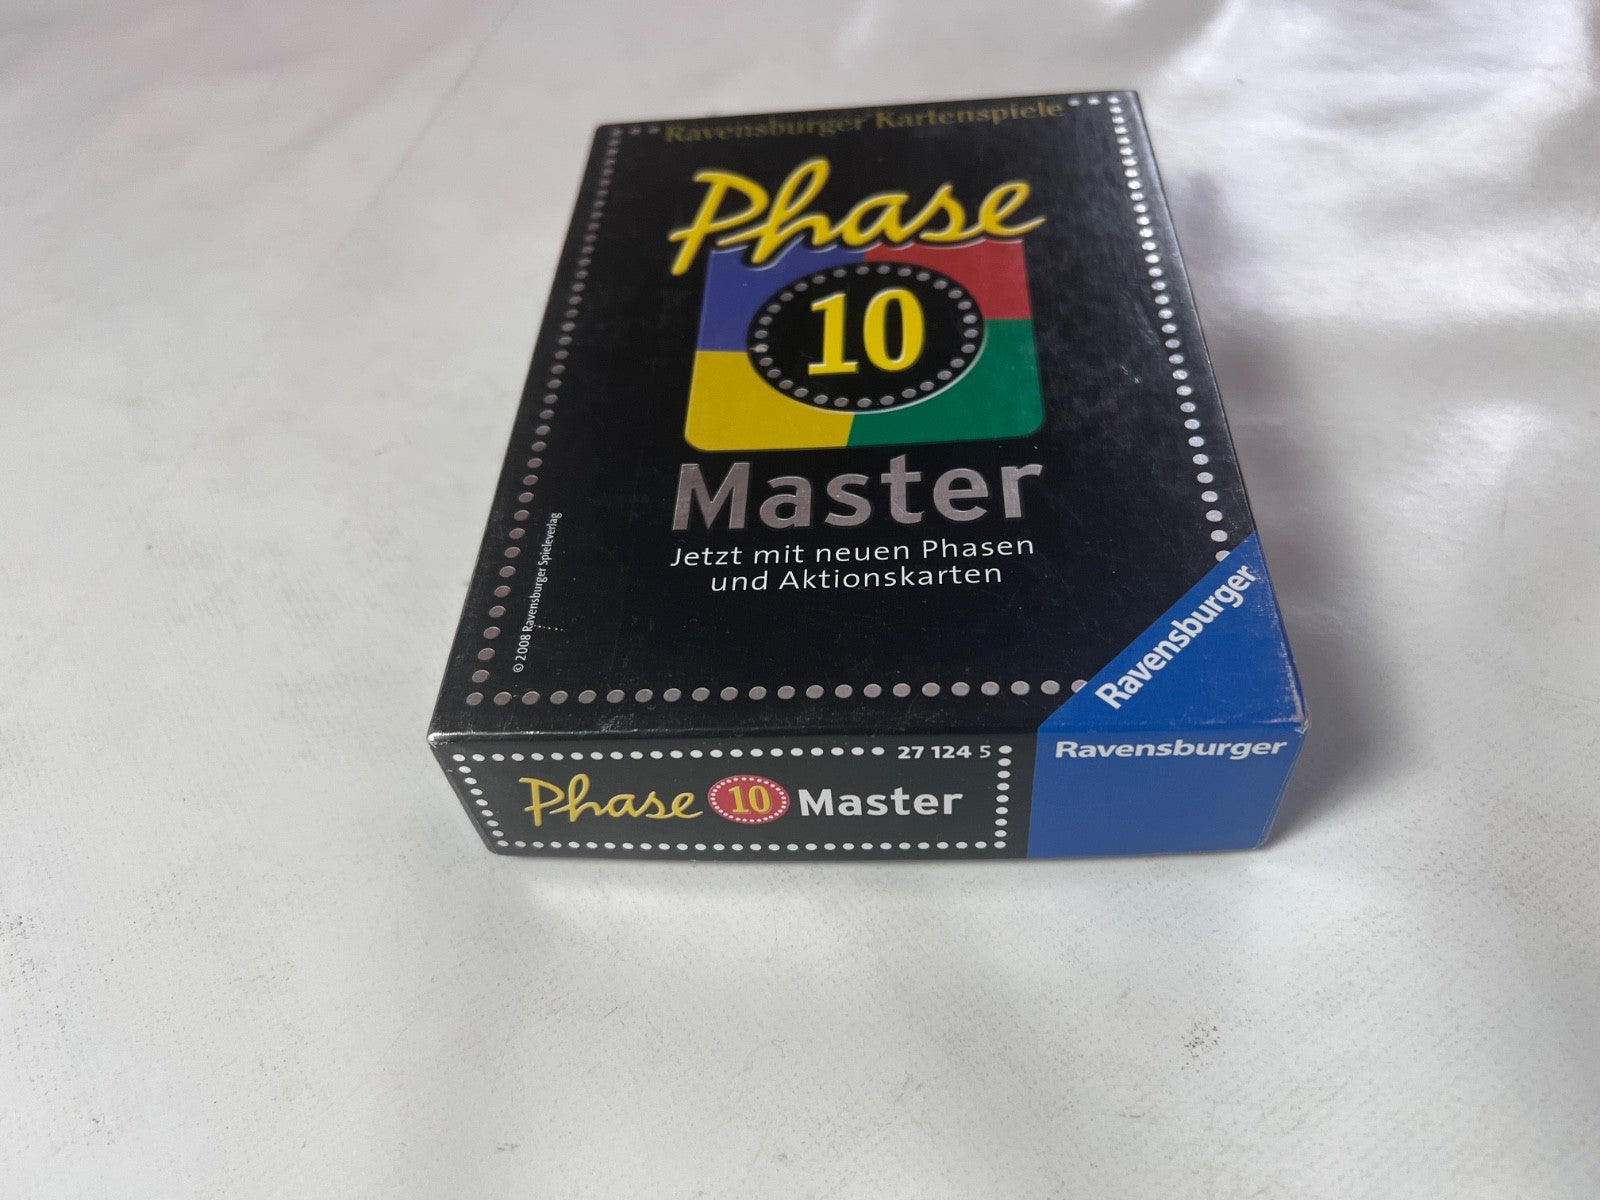 Ravensburger Kartenspiele
Phase
10
Master
Jetzt mit neuen Phasen
und Aktionskarten
© 2008 Ravensburger Spieleverlag
Ravensburger
27 124 5
Phase 10 Master
Ravensburger